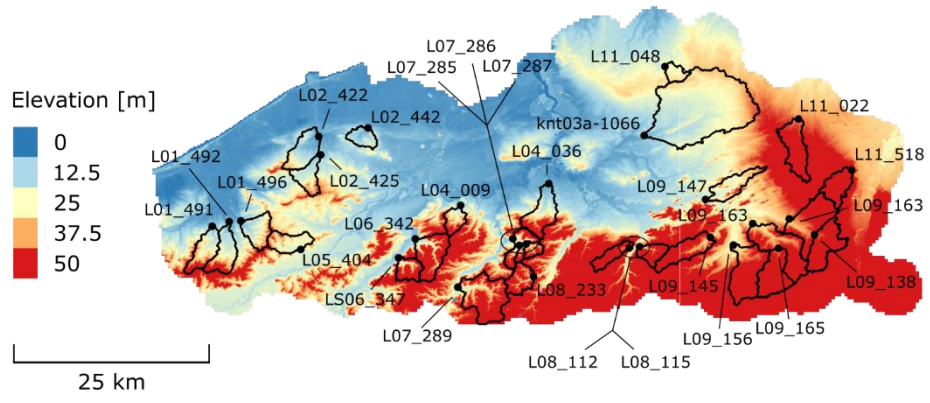 L07_286
L07_285
L07_287
L11_048
Elevation [m]
L02_422
L02_442
knt03a-1066
L11_022
0
12.5
25
37.5
50
L01_492
L01_496
L02_425
L04_036
L11_518
L01_491
L04_009
L09_147
L06_342
L09_163
L09_163
L05_404
LS06_347
L08_233
L09_145
L09_138
L07_289
L09_165
L09_156
L08_112
L08_115
25 km